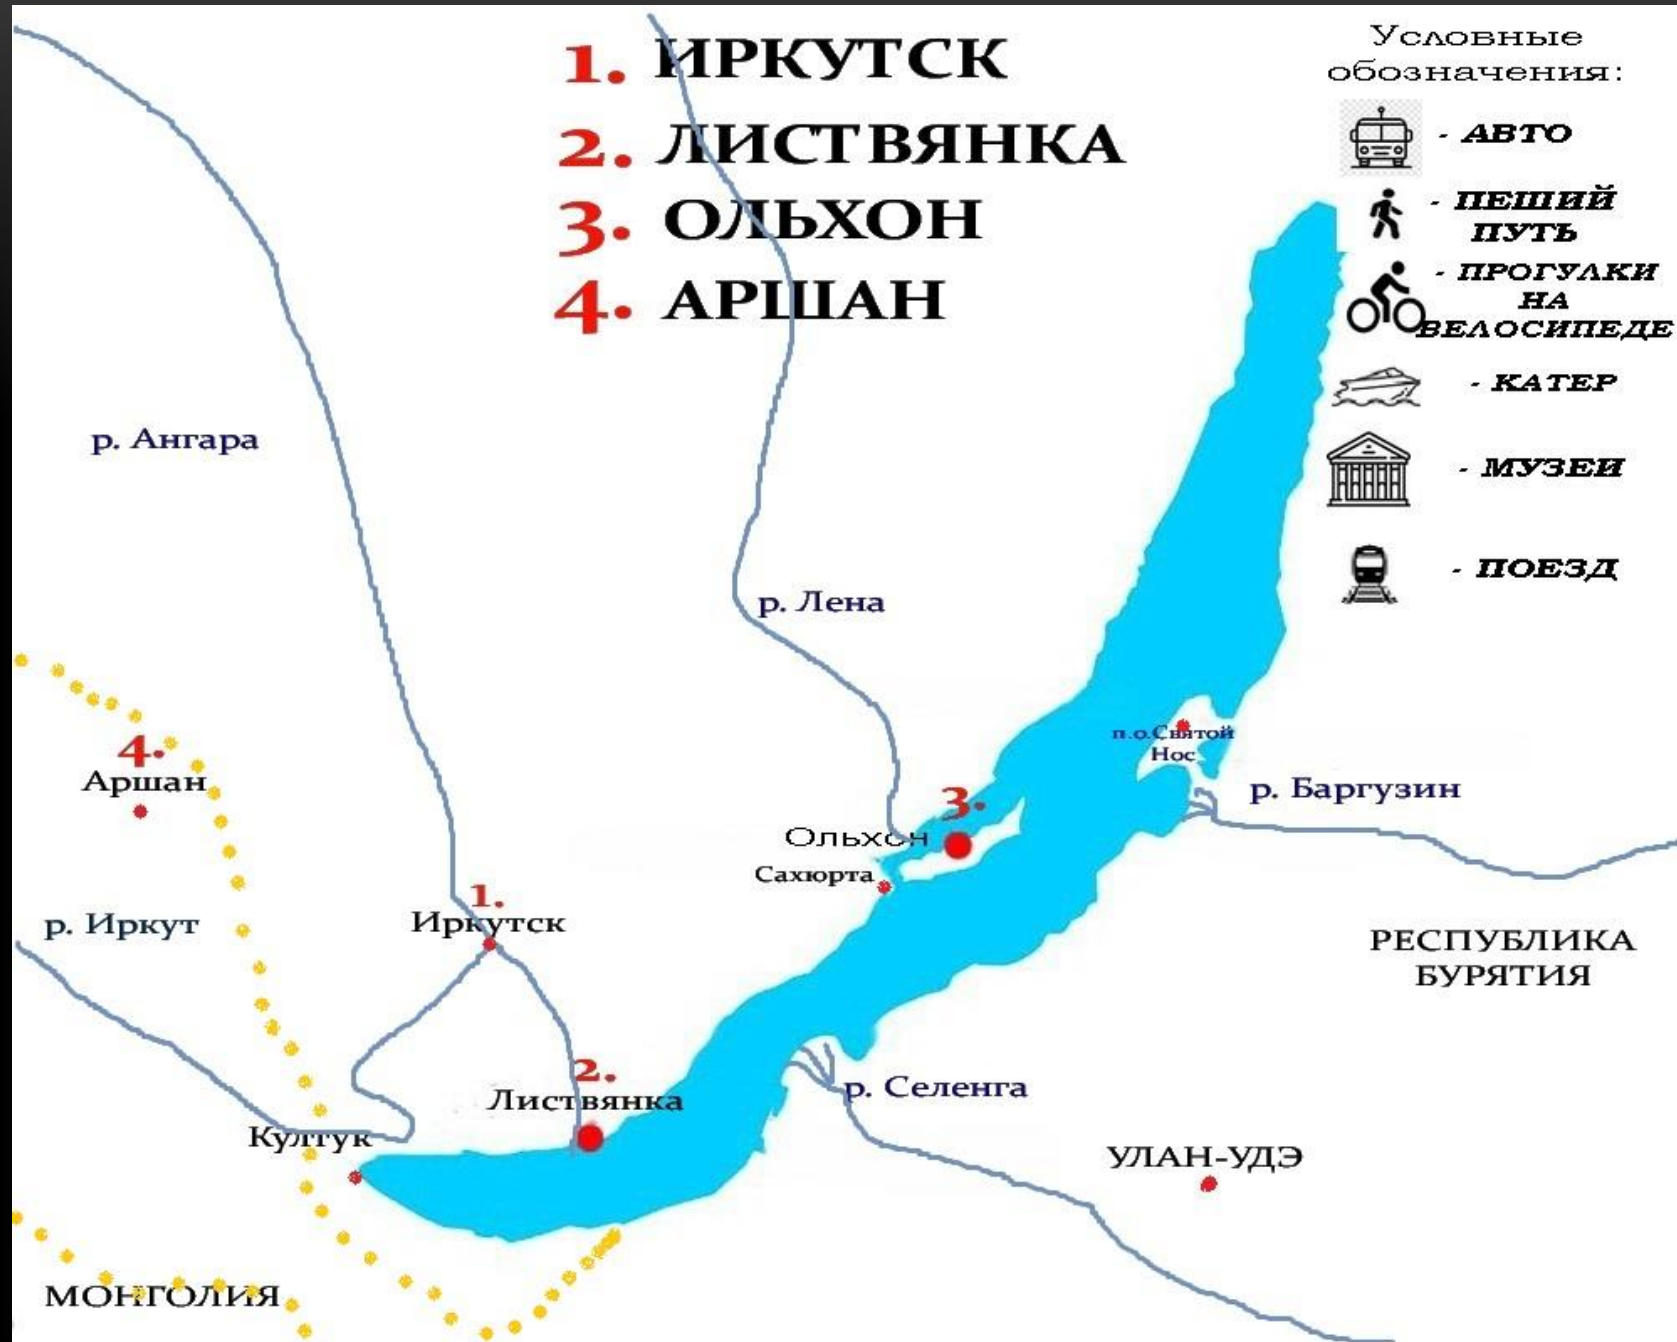 1. ИРКУТСК
2. ЛИСТВЯНКА
3. ОЛЬХОН
4. АРШАН
Условные
обозначения:
- АВТО
- ПЕШИЙ
ПУТЬ
- ПРОГУЛКИ
НА
ВЕЛОСИПЕДЕ
- КАТЕР
- МУЗЕИ
- ПОЕЗД
р. Ангара
р. Лена
п.о.Святой
Нос
4.
Аршан
р. Баргузин
3.
Ольхон
Сахюрта
1.
Иркутск
р. Иркут
РЕСПУБЛИКА
БУРЯТИЯ
2.
Листвянка
р. Селенга
Култук
УЛАН-УДЭ
МОНГОЛИЯ